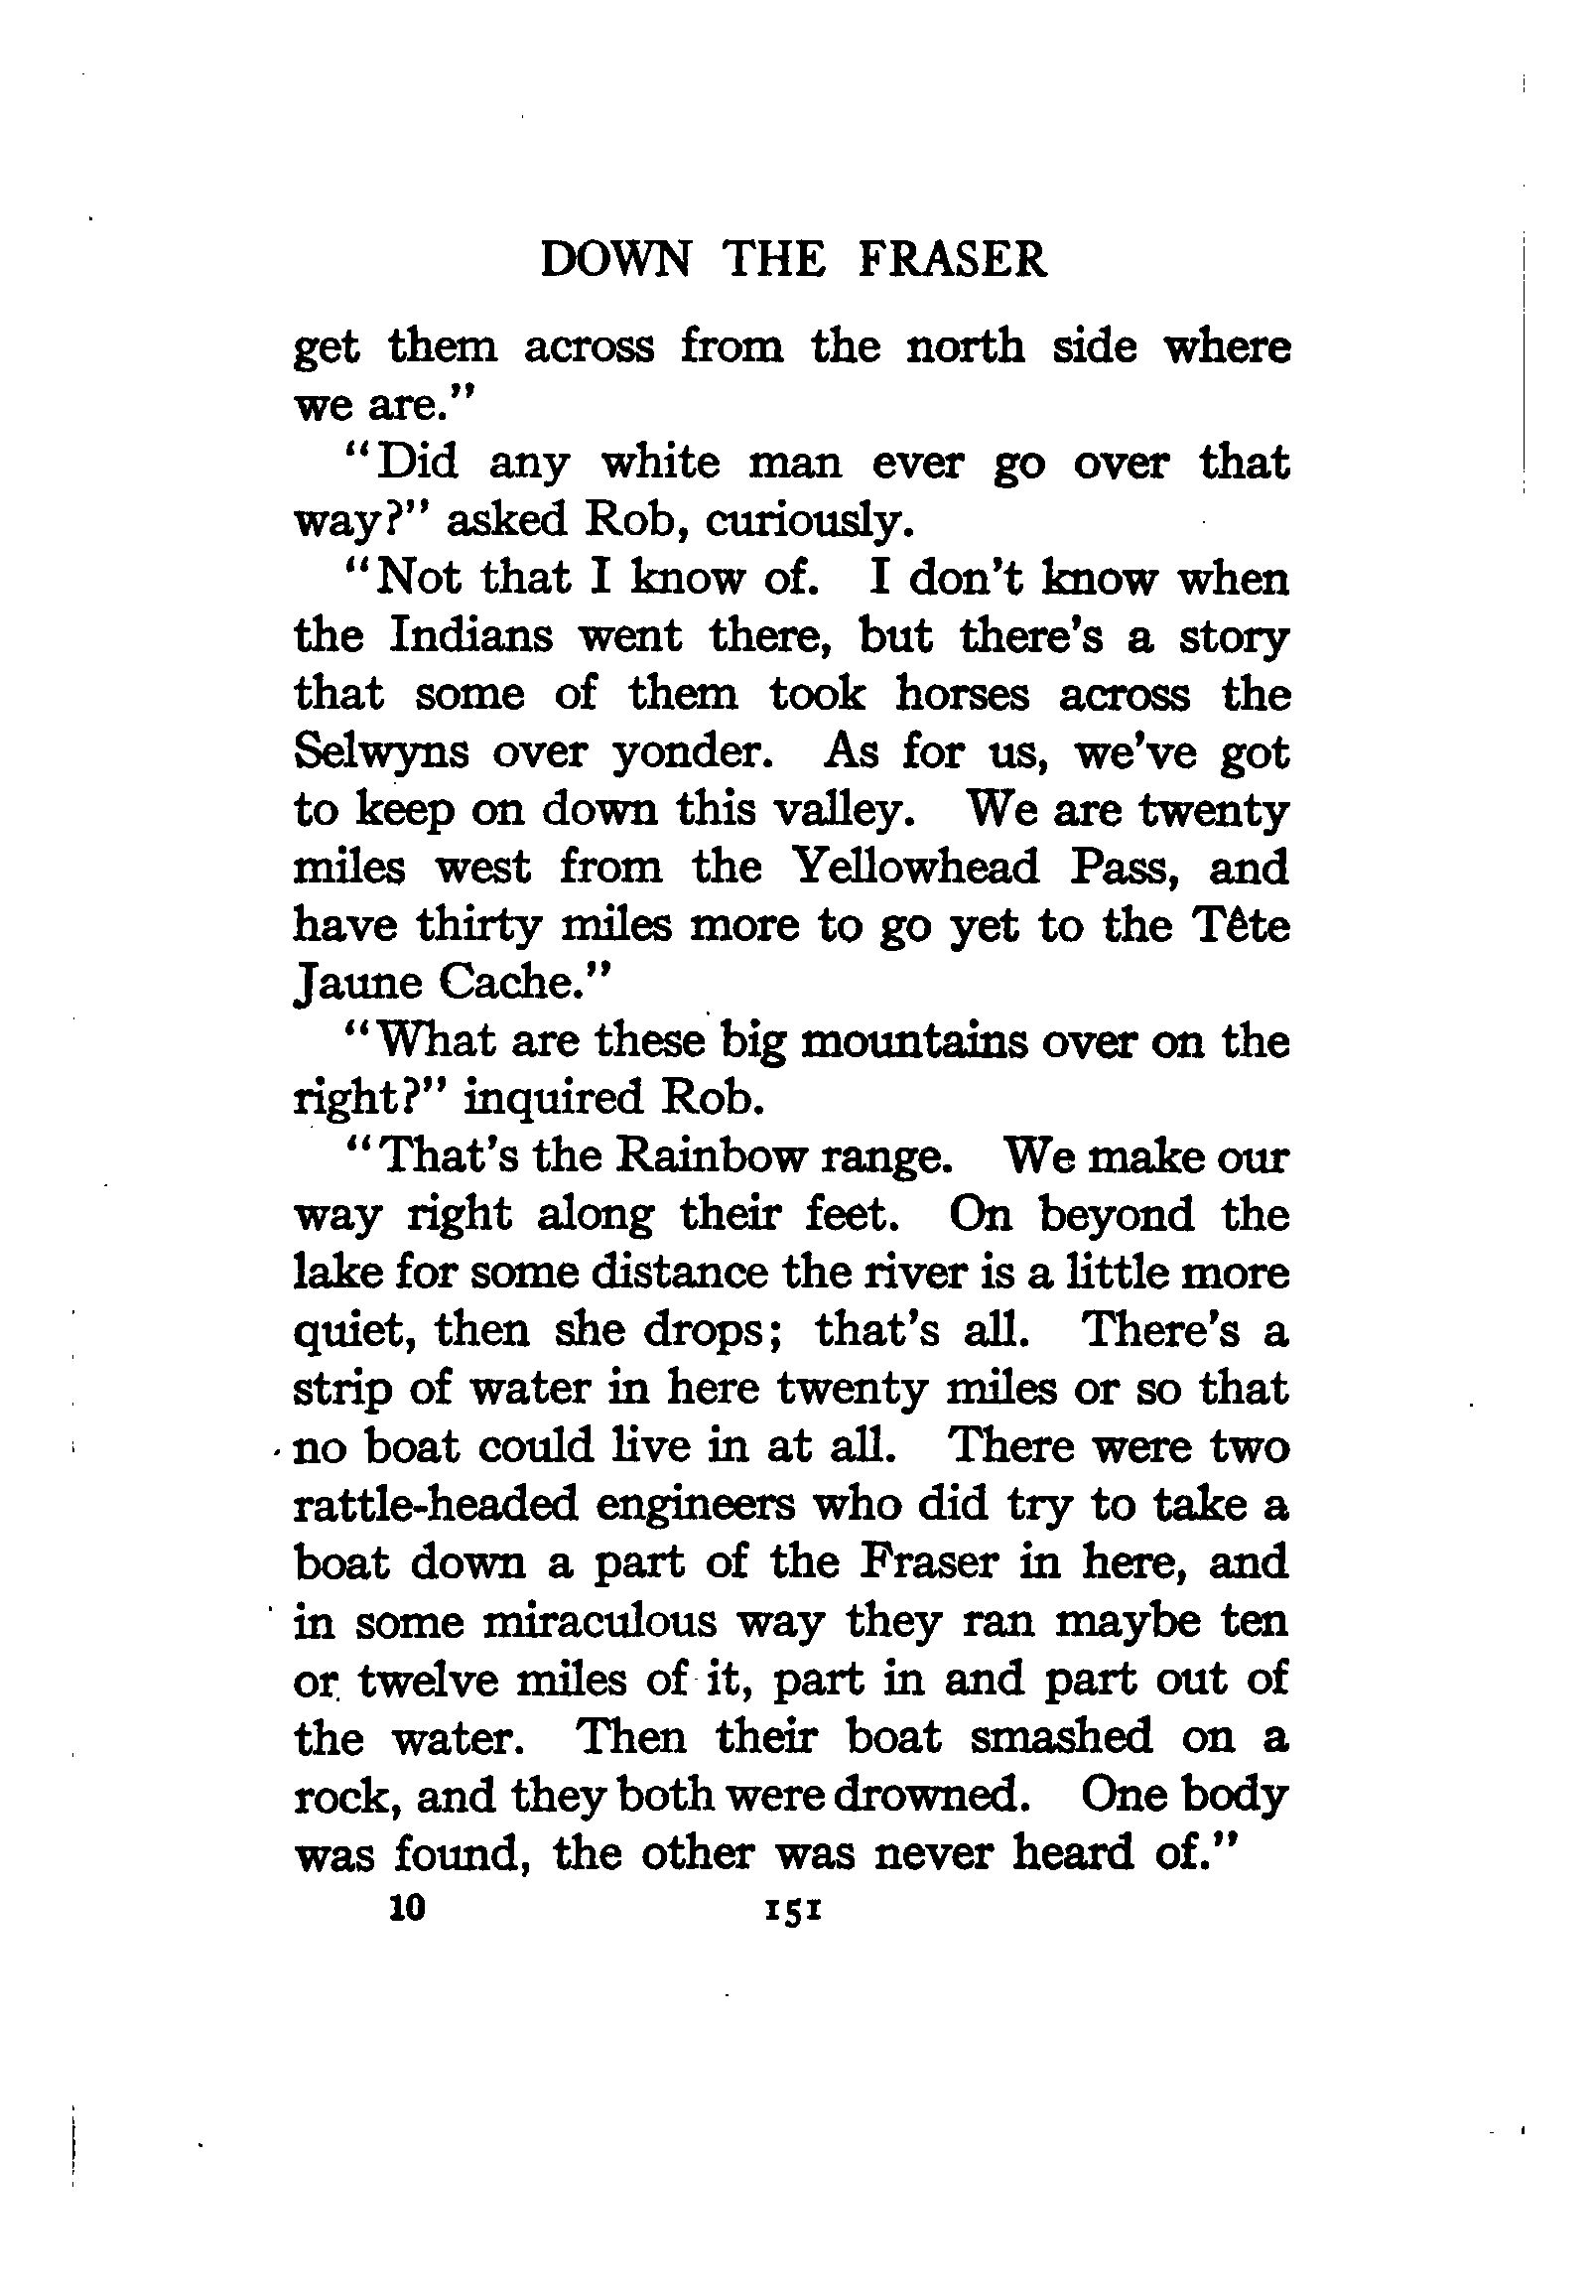 DOWN THE FRASER
get them across from the north side where
we are."
"Did any white man ever go over that
way?" asked Rob, curiously.
"Not that I know of. I don't know when
the Indians went there, but there's a story
that some of them took horses across the
Selwyns over yonder. As for us, we've got
to keep on down this valley. We are twenty
miles west from the Yellowhead Pass, and
have thirty miles more to go yet to the Tête
Jaune Cache."
"What are these big mountains over on the
right?" inquired Rob.
"That's the Rainbow range. We make our
way right along their feet. On beyond the
lake for some distance the river is a little more
quiet, then she drops; that's all. There's a
strip of water in here twenty miles or so that
no boat could live in at all. There were two
rattle-headed engineers who did try to take a
boat down a part of the Fraser in here, and
in some miraculous way they ran maybe ten
or twelve miles of it, part in and part out of
the water. Then their boat smashed on a
rock, and they both were drowned. One body
was found, the other was never heard of."
10 151